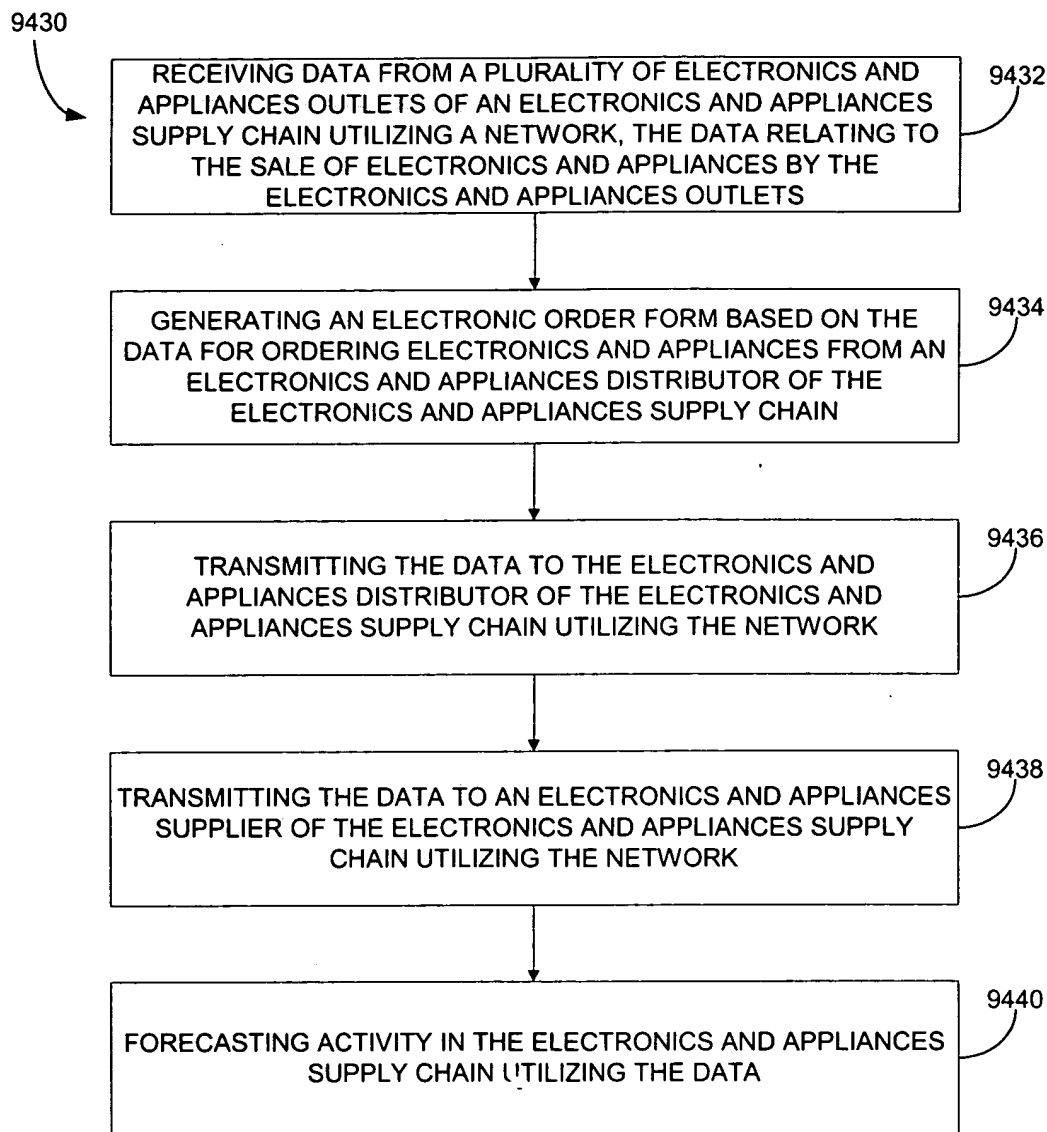 9430
RECEIVING DATA FROM A PLURALITY OF ELECTRONICS AND
APPLIANCES OUTLETS OF AN ELECTRONICS AND APPLIANCES
SUPPLY CHAIN UTILIZING A NETWORK, THE DATA RELATING TO
THE SALE OF ELECTRONICS AND APPLIANCES BY THE
ELECTRONICS AND APPLIANCES OUTLETS
9432
GENERATING AN ELECTRONIC ORDER FORM BASED ON THE
DATA FOR ORDERING ELECTRONICS AND APPLIANCES FROM AN
ELECTRONICS AND APPLIANCES DISTRIBUTOR OF THE
ELECTRONICS AND APPLIANCES SUPPLY CHAIN
9434
TRANSMITTING THE DATA TO THE ELECTRONICS AND
APPLIANCES DISTRIBUTOR OF THE ELECTRONICS AND
APPLIANCES SUPPLY CHAIN UTILIZING THE NETWORK
9436
TRANSMITTING THE DATA TO AN ELECTRONICS AND APPLIANCES
SUPPLIER OF THE ELECTRONICS AND APPLIANCES SUPPLY
CHAIN UTILIZING THE NETWORK
9438
FORECASTING ACTIVITY IN THE ELECTRONICS AND APPLIANCES
SUPPLY CHAIN UTILIZING THE DATA
9440